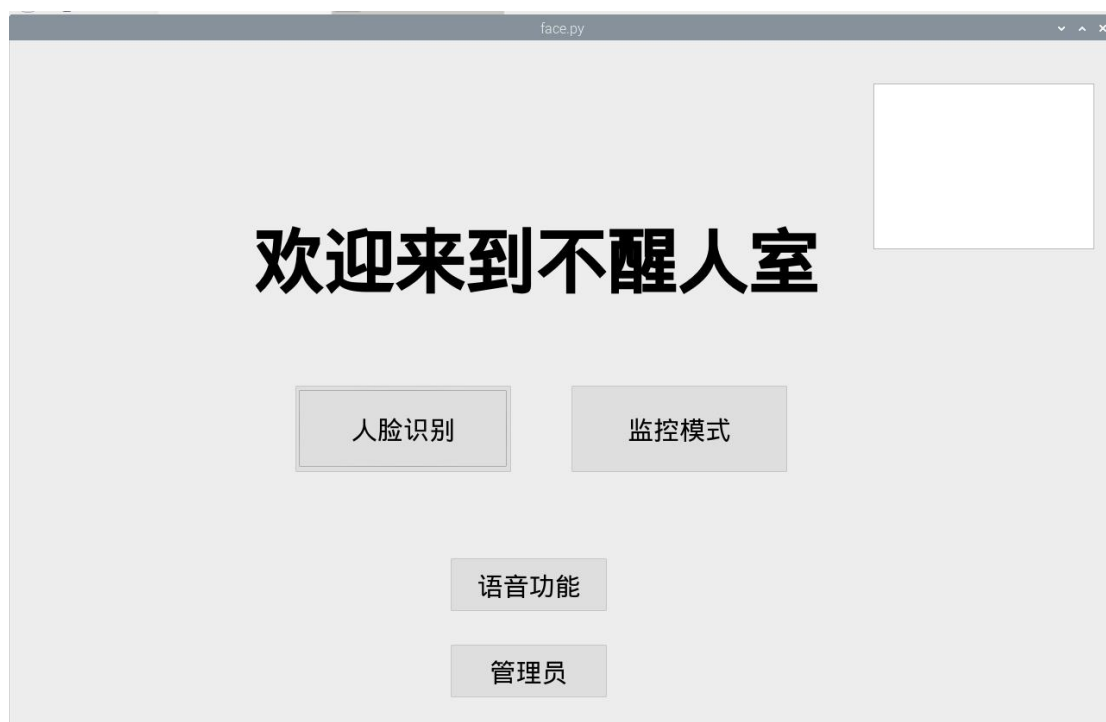 face.py
欢迎来到不醒人室
人脸识别
监控模式
语音功能
管理员